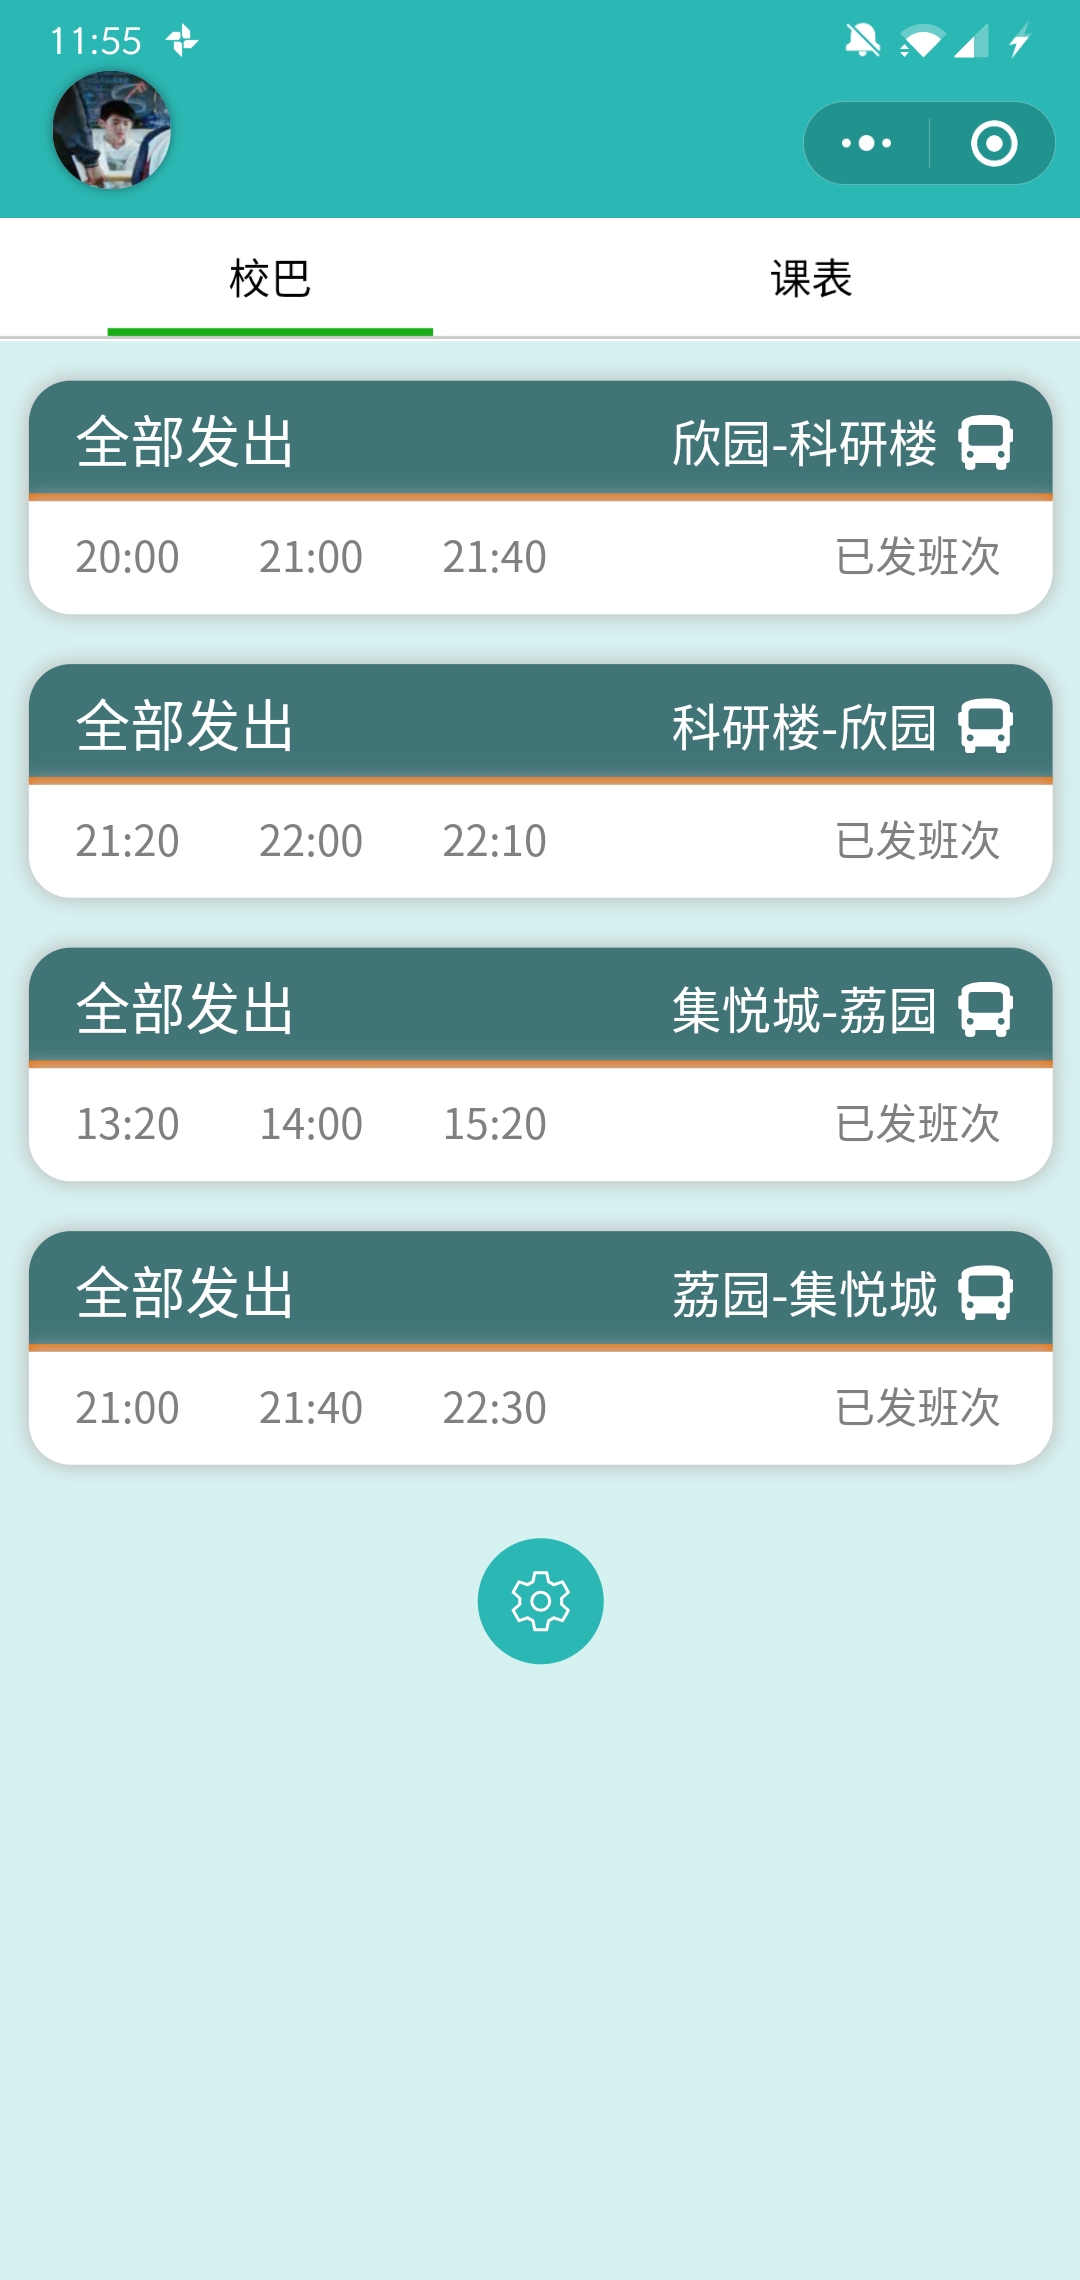 11:55
校巴 课表
全部发出 欣园-科研楼
20:00 21:00 21:40 已发班次
全部发出 科研楼-欣园
21:20 22:00 22:10 已发班次
全部发出 集悦城-荔园
13:20 14:00 15:20 已发班次
全部发出 荔园-集悦城
21:00 21:40 22:30 已发班次